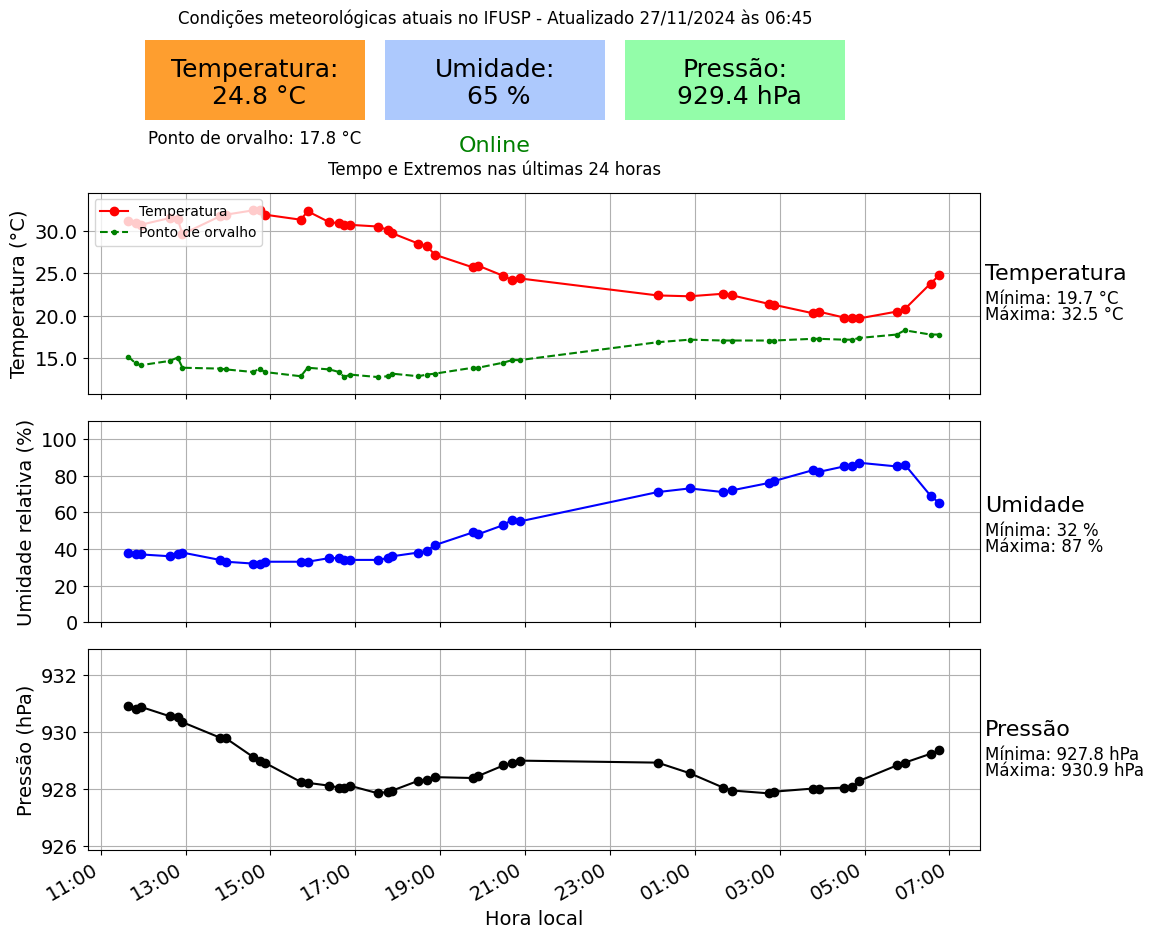 Condições meteorológicas atuais no IFUSP - Atualizado 27/11/2024 às 06:45
Temperatura:
24.8 °C
Umidade:
65 %
Pressão:
929.4 hPa
Ponto de orvalho: 17.8 °C
Online
Tempo e Extremos nas últimas 24 horas
Temperatura (°C)
30.0
25.0
20.0
15.0
Temperatura
Ponto de orvalho
Temperatura
Mínima: 19.7 °C
Máxima: 32.5 °C
Umidade relativa (%)
100
80
60
40
20
0
Umidade
Mínima: 32 %
Máxima: 87 %
Pressão (hPa)
932
930
928
926
Pressão
Mínima: 927.8 hPa
Máxima: 930.9 hPa
11:00
13:00
15:00
17:00
19:00
21:00
23:00
01:00
03:00
05:00
07:00
Hora local